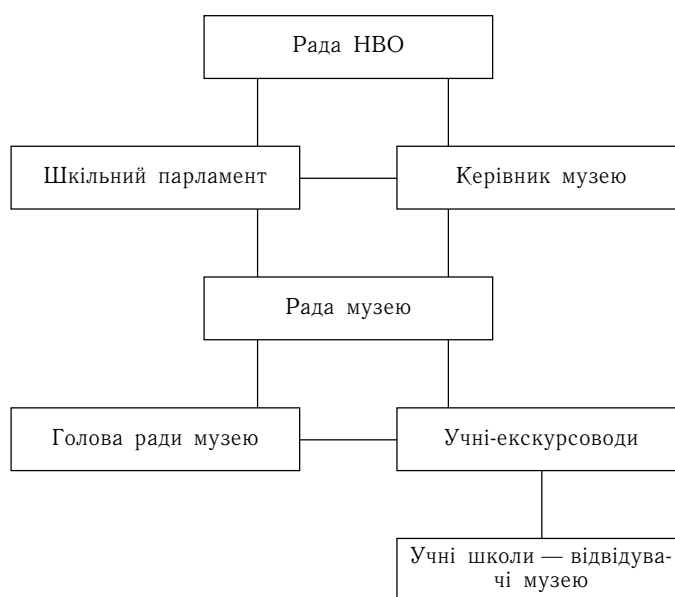 Рада НВО
Шкільний парламент
Керівник музею
Рада музею
Голова ради музею
Учні-екскурсоводи
Учні школи — відвідува-
чі музею